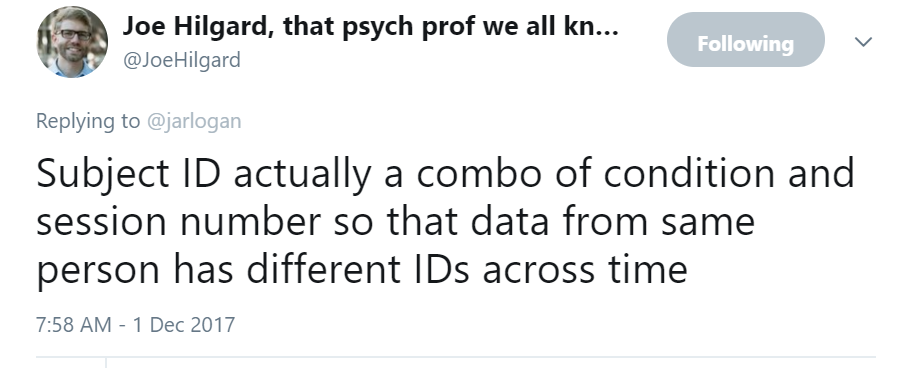 Joe Hilgard, that psych prof we all kn...
@JoeHilgard
Following
Replying to @jarlogan
Subject ID actually a combo of condition and
session number so that data from same
person has different IDs across time
7:58 AM - 1 Dec 2017